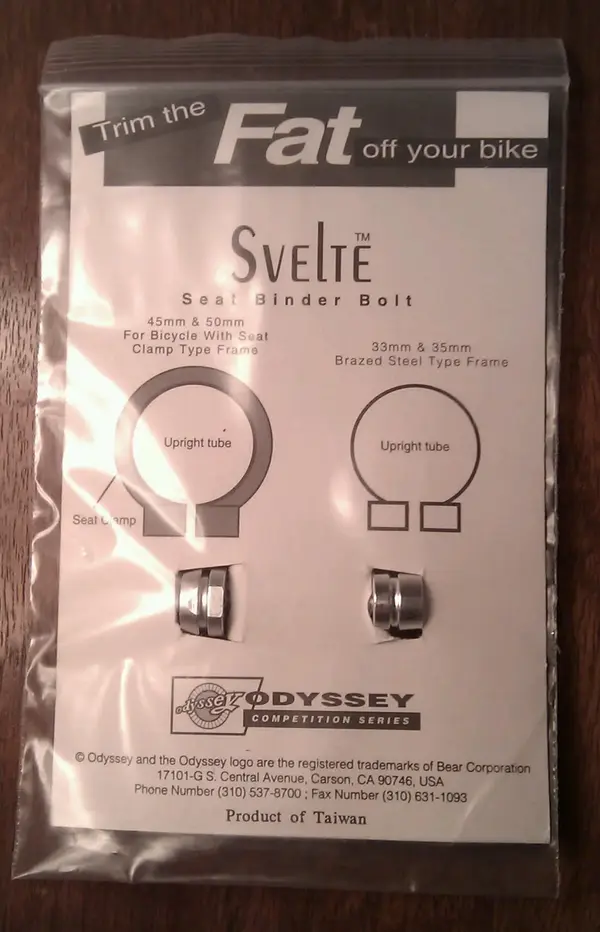 Trim the
Fat
off your bike
SVELTE™
Seat Binder Bolt
45mm & 50mm
For Bicycle With Seat
Clamp Type Frame
33mm & 35mm
Brazed Steel Type Frame
Upright tube
Upright tube
Seat Clamp
odyssey ODYSSEY
COMPETITION SERIES
© Odyssey and the Odyssey logo are the registered trademarks of Bear Corporation
17101-G S. Central Avenue, Carson, CA 90746, USA
Phone Number (310) 537-8700 ; Fax Number (310) 631-1093
Product of Taiwan